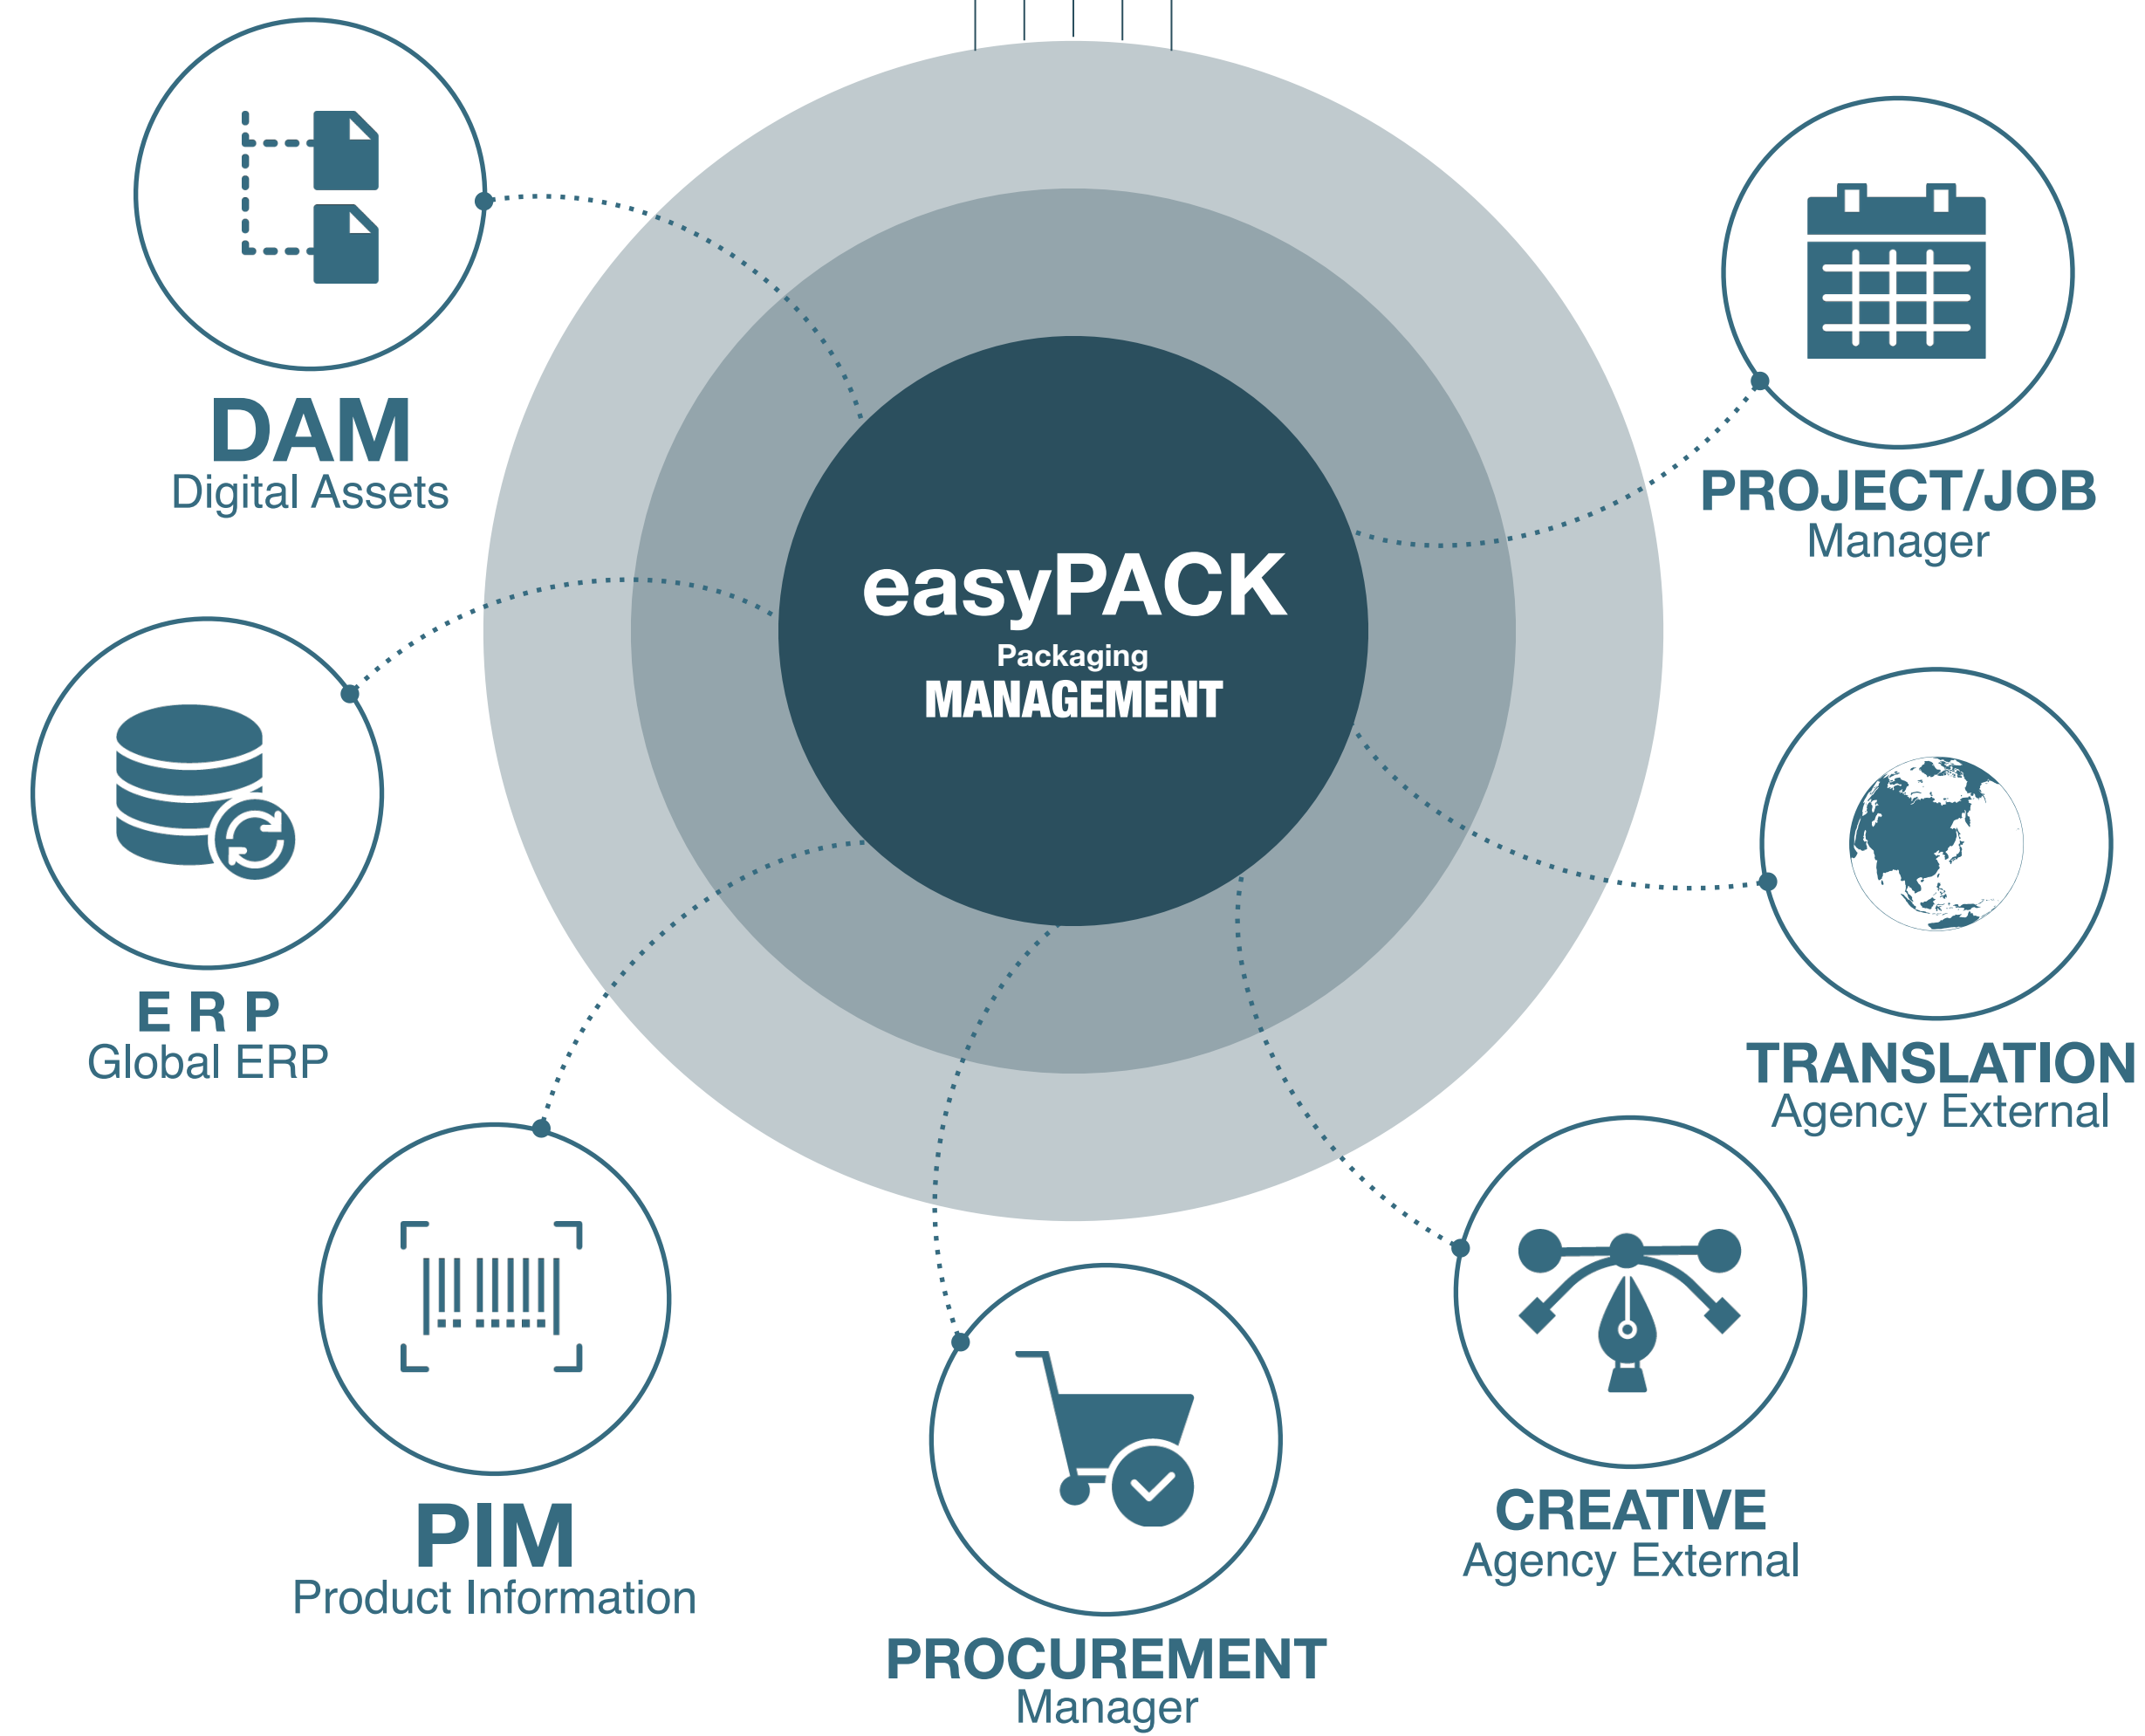 DAM
Digital Assets
PROJECT/JOB
Manager
easyPACK
Packaging
MANAGEMENT
ERP
Global ERP
TRANSLATION
Agency External
PIM
Product Information
CREATIVE
Agency External
PROCUREMENT
Manager